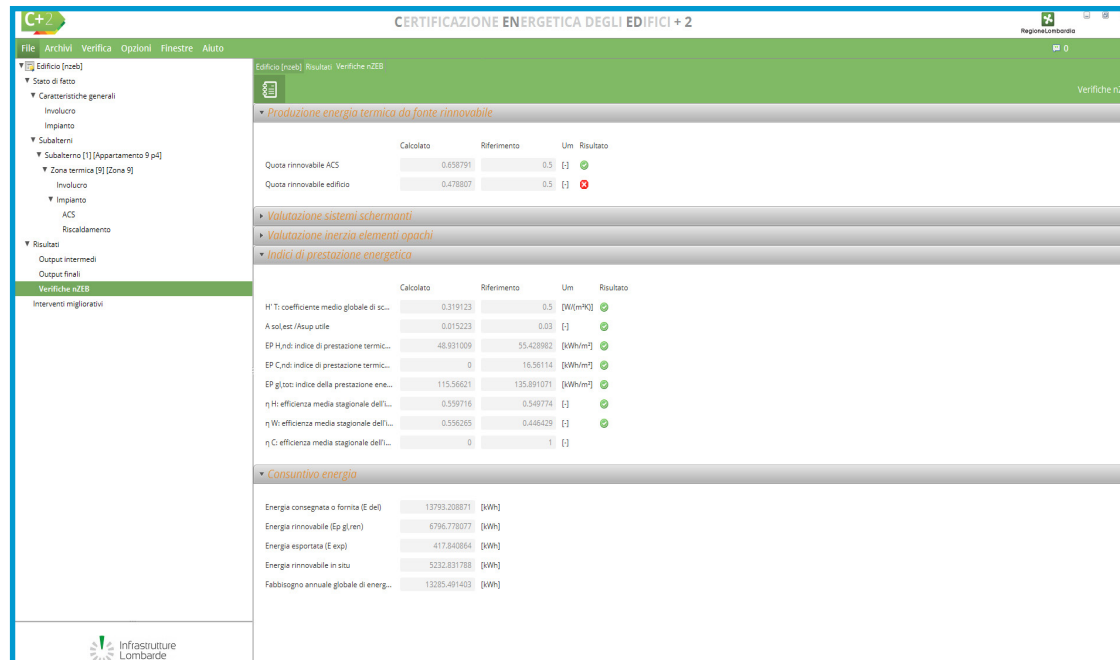 C+2
CERTIFICAZIONE ENERGETICA DEGLI EDIFICI + 2
RegioneLombardia
File Archivi Verifica Opzioni Finestre Aiuto
0
Edificio [nzeb]
Stato di fatto
Caratteristiche generali
Involucro
Impianto
Subalterni
Subalterno [1] [Appartamento 9 p4]
Zona termica [9] [Zona 9]
Involucro
Impianto
ACS
Riscaldamento
Risultati
Output intermedi
Output finali
Verifiche nZEB
Interventi migliorativi
Infrastrutture
Lombarde
Edificio [nzeb] Risultati Verifiche nZEB
Verifiche nZ
Produzione energia termica da fonte rinnovabile
Calcolato Riferimento Um Risultato
Quota rinnovabile ACS 0.658791 0.5 [-]
Quota rinnovabile edificio 0.478807 0.5 [-]
Valutazione sistemi schermanti
Valutazione inerzia elementi opachi
Indici di prestazione energetica
Calcolato Riferimento Um Risultato
H' T: coefficiente medio globale di sc... 0.319123 0.5 [W/(m²K)]
A sol,est /Asup utile 0.015223 0.03 [-]
EP H,nd: indice di prestazione termic... 48.931009 55.428982 [kWh/m²]
EP C,nd: indice di prestazione termic... 0 16.56114 [kWh/m²]
EP gl,tot: indice della prestazione ene... 115.56621 135.891071 [kWh/m²]
η H: efficienza media stagionale dell'i... 0.559716 0.549774 [-]
η W: efficienza media stagionale dell'i... 0.556265 0.446429 [-]
η C: efficienza media stagionale dell'i... 0 1 [-]
Consuntivo energia
Energia consegnata o fornita (E del) 13793.208871 [kWh]
Energia rinnovabile (Ep gl,ren) 6796.778077 [kWh]
Energia esportata (E exp) 417.840864 [kWh]
Energia rinnovabile in situ 5232.831788 [kWh]
Fabbisogno annuale globale di energ... 13285.491403 [kWh]